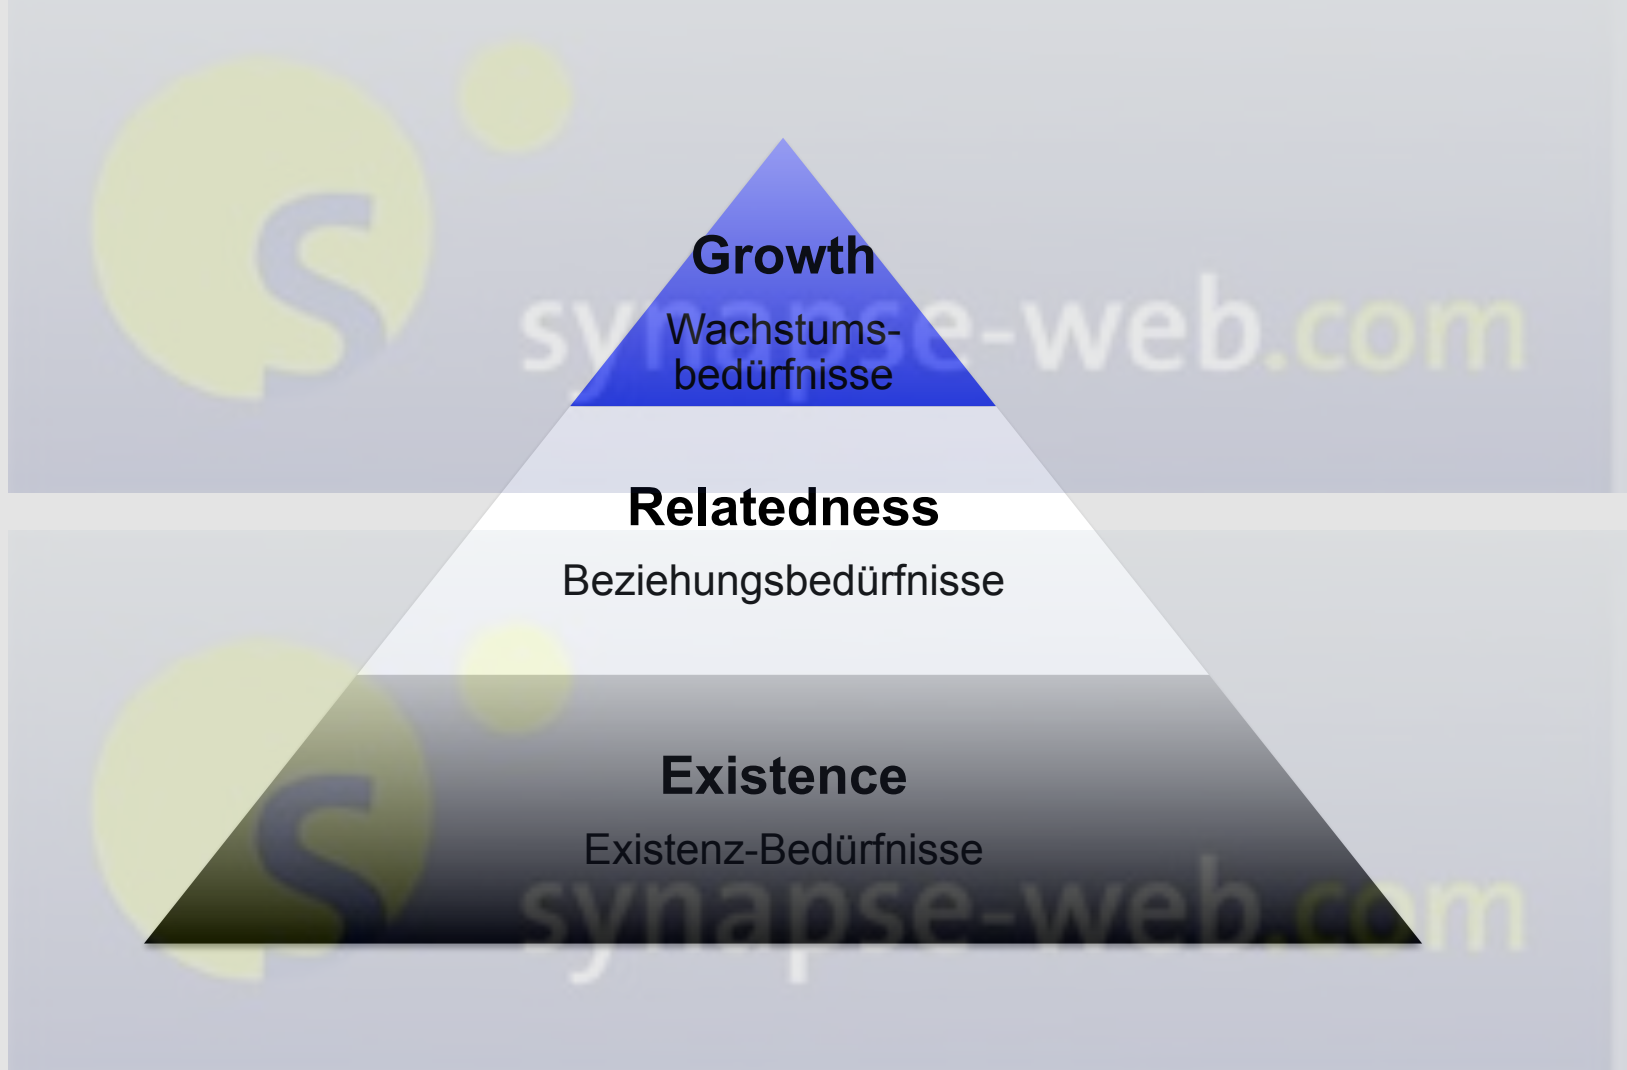 Growth
Wachstums-
bedürfnisse
synapse-web.com
Relatedness
Beziehungsbedürfnisse
Existence
Existenz-Bedürfnisse
synapse-web.com